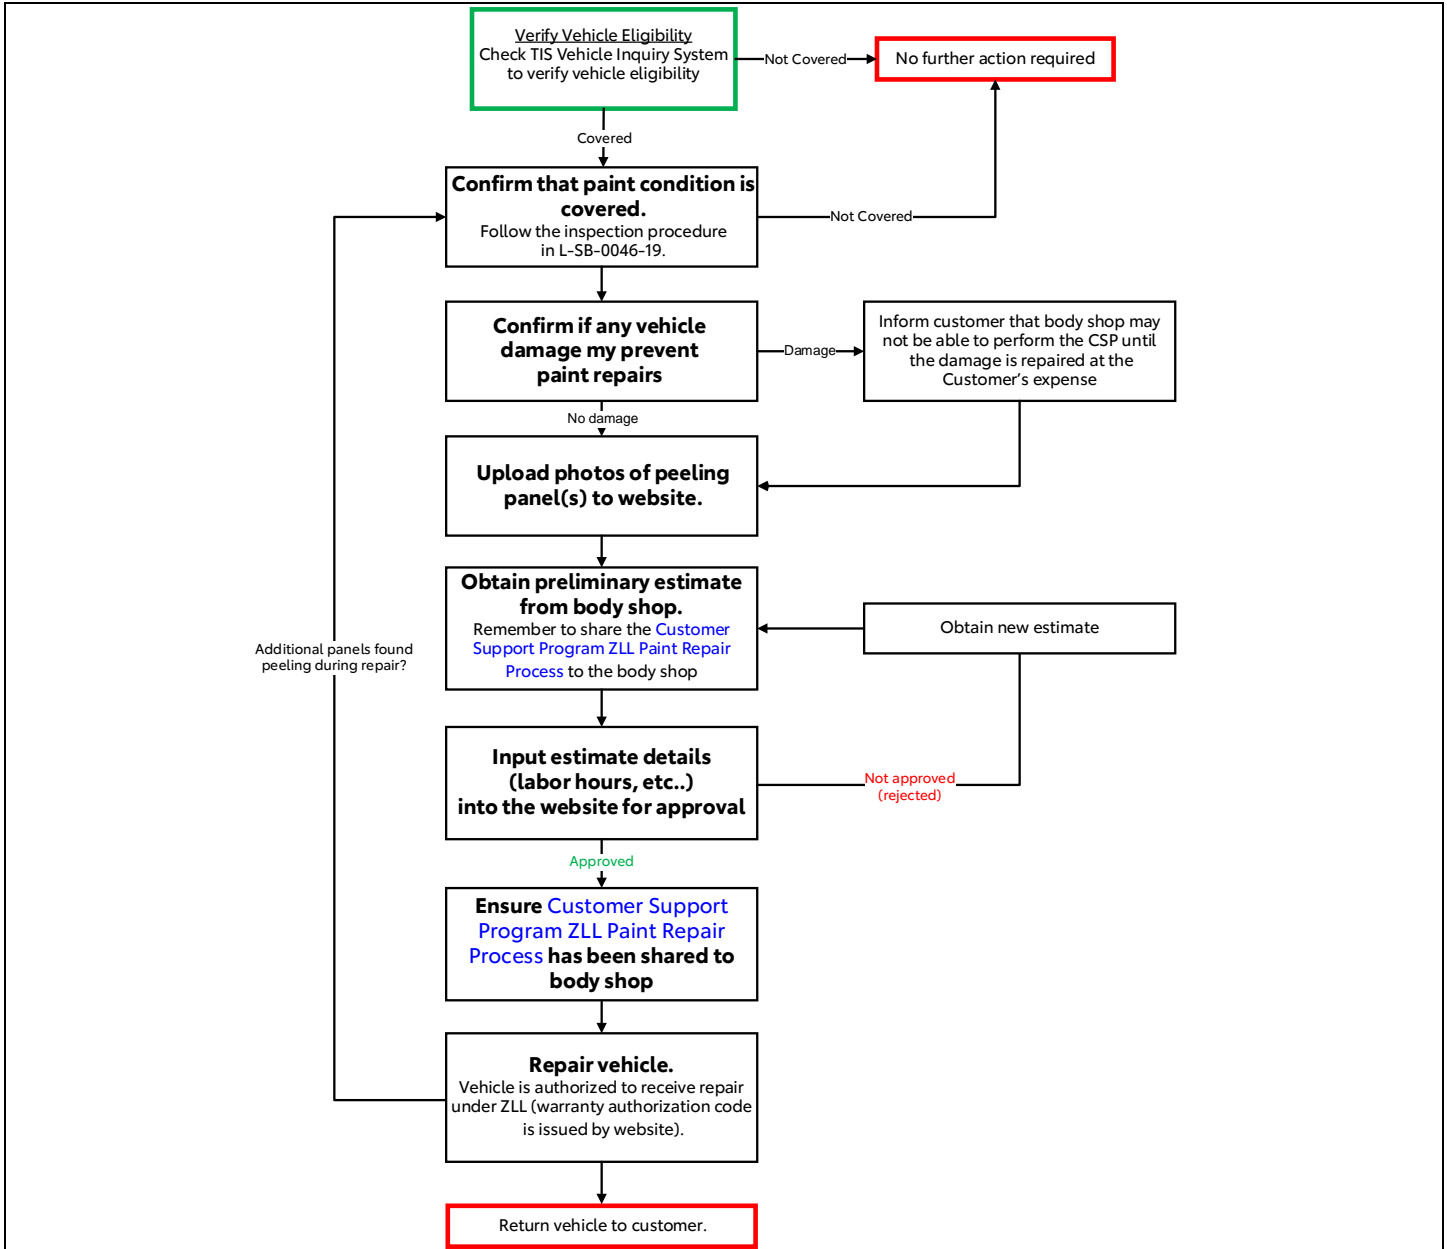 Verify Vehicle Eligibility
Check TIS Vehicle Inquiry System
to verify vehicle eligibility
Not Covered
No further action required
Covered
Confirm that paint condition is
covered.
Follow the inspection procedure
in L-SB-0046-19.
Not Covered
Confirm if any vehicle
damage my prevent
paint repairs
Damage
Inform customer that body shop may
not be able to perform the CSP until
the damage is repaired at the
Customer's expense
No damage
Upload photos of peeling
panel(s) to website.
Obtain preliminary estimate
from body shop.
Remember to share the Customer
Support Program ZLL Paint Repair
Process to the body shop
Obtain new estimate
Additional panels found
peeling during repair?
Input estimate details
(labor hours, etc..)
into the website for approval
Not approved
(rejected)
Approved
Ensure Customer Support
Program ZLL Paint Repair
Process has been shared to
body shop
Repair vehicle.
Vehicle is authorized to receive repair
under ZLL (warranty authorization code
is issued by website).
Return vehicle to customer.